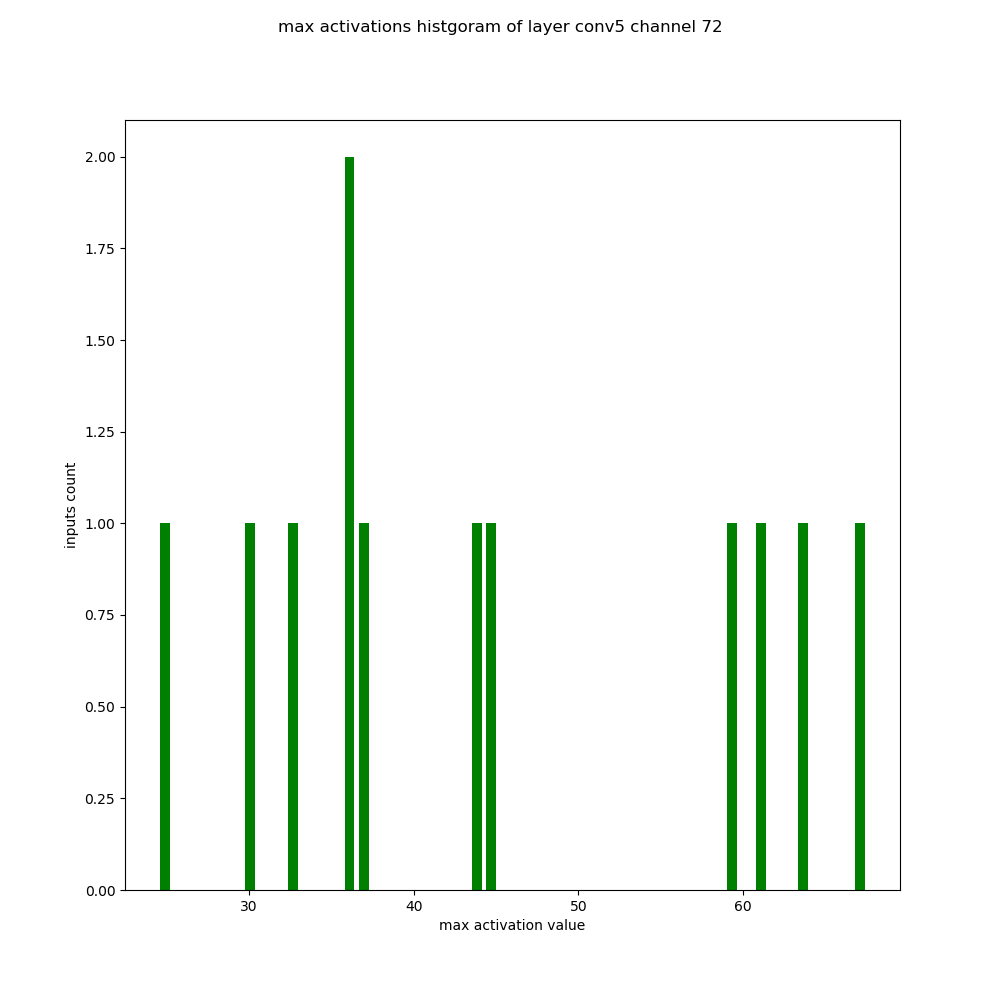 max activations histgoram of layer conv5 channel 72
2.00
1.75
1.50
1.25
1.00
0.75
0.50
0.25
0.00
inputs count
30 40 50 60
max activation value